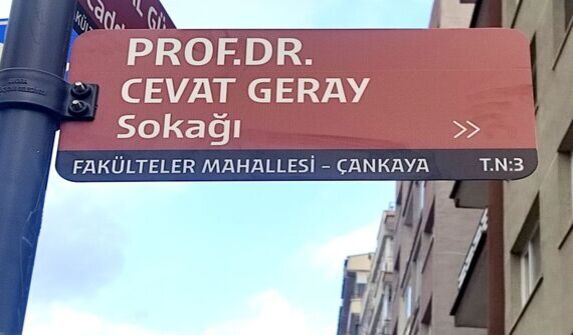 PROF.DR.
CEVAT GERAY
Sokağı >>
FAKÜLTELER MAHALLESİ - ÇANKAYA T.N:3